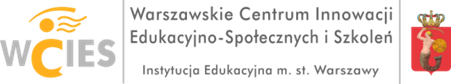 WCIES
Warszawskie Centrum Innowacji
Edukacyjno-Społecznych i Szkoleń
Instytucja Edukacyjna m. st. Warszawy